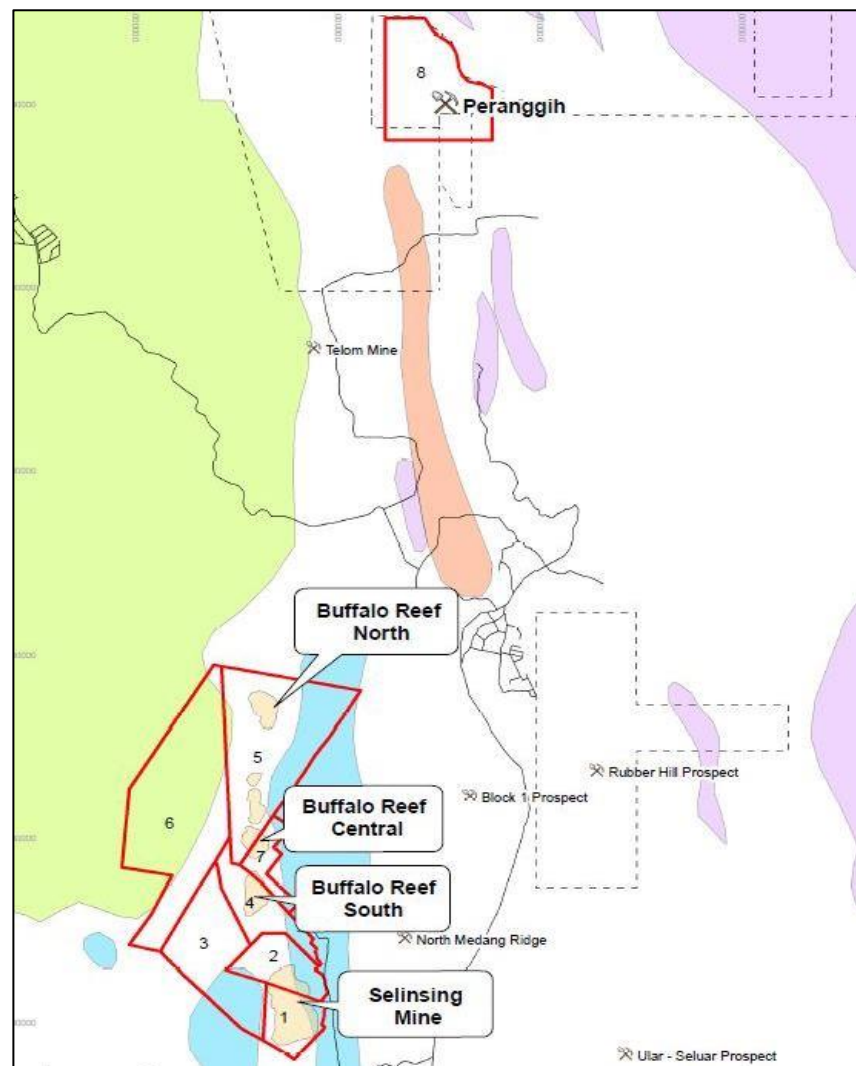 8
Peranggih
Telom Mine
Buffalo Reef
North
5
Rubber Hill Prospect
Block 1 Prospect
6
Buffalo Reef
Central
7
Buffalo Reef
South
4
3
North Medang Ridge
2
Selinsing
Mine
1
Ular - Seluar Prospect